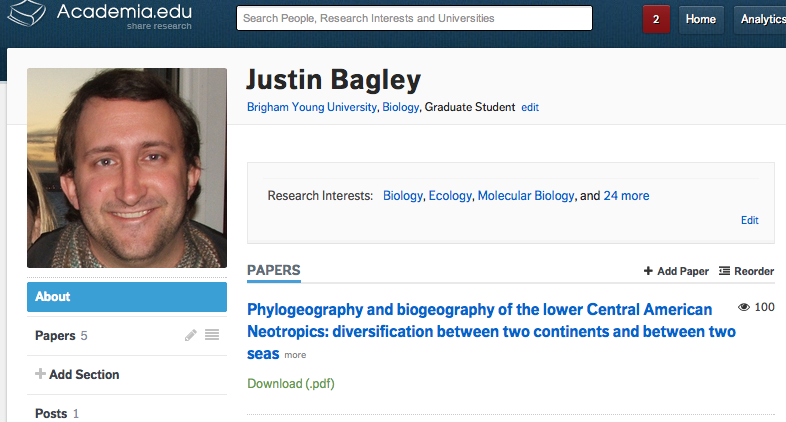 Academia.edu
share research
Search People, Research Interests and Universities
2
Home
Analytics
Justin Bagley
Brigham Young University, Biology, Graduate Student edit
Research Interests: Biology, Ecology, Molecular Biology, and 24 more
Edit
PAPERS
+ Add Paper
Reorder
Phylogeography and biogeography of the lower Central American
Neotropics: diversification between two continents and between two
seas more
100
Download (.pdf)
About
Papers 5
+ Add Section
Posts 1